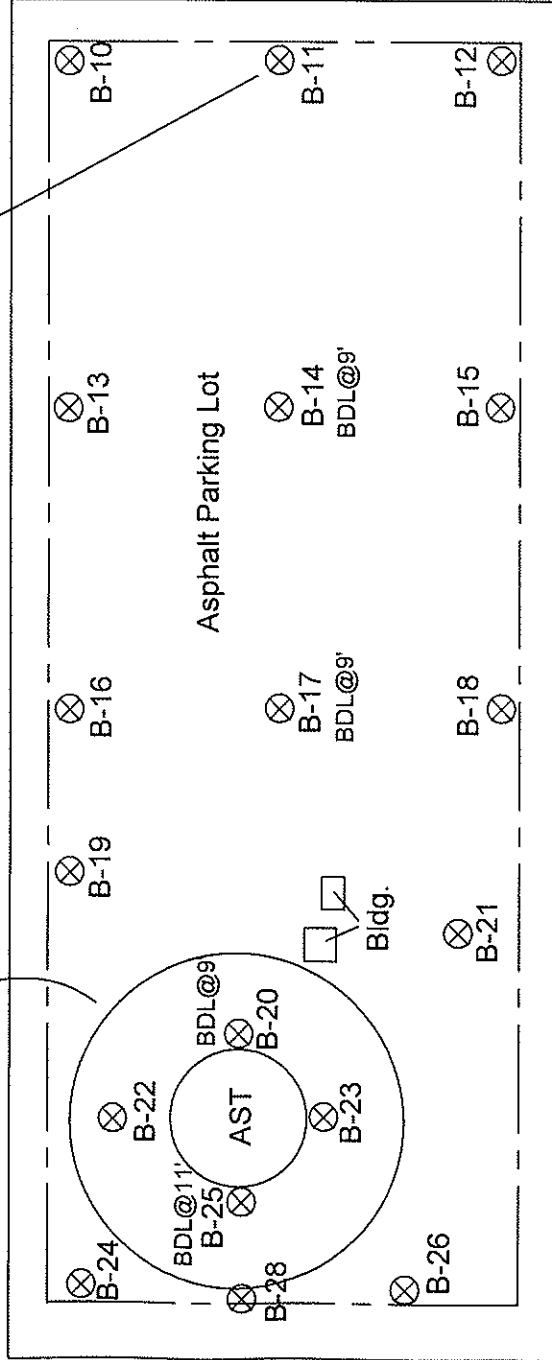 B-24
BDL@11'
B-25
B-28
B-26
B-22
AST
B-23
BDL@9
B-20
Bldg.
B-21
B-19
B-16
B-17
BDL@9'
B-18
Asphalt Parking Lot
B-13
B-14
BDL@9'
B-15
B-10
B-11
B-12